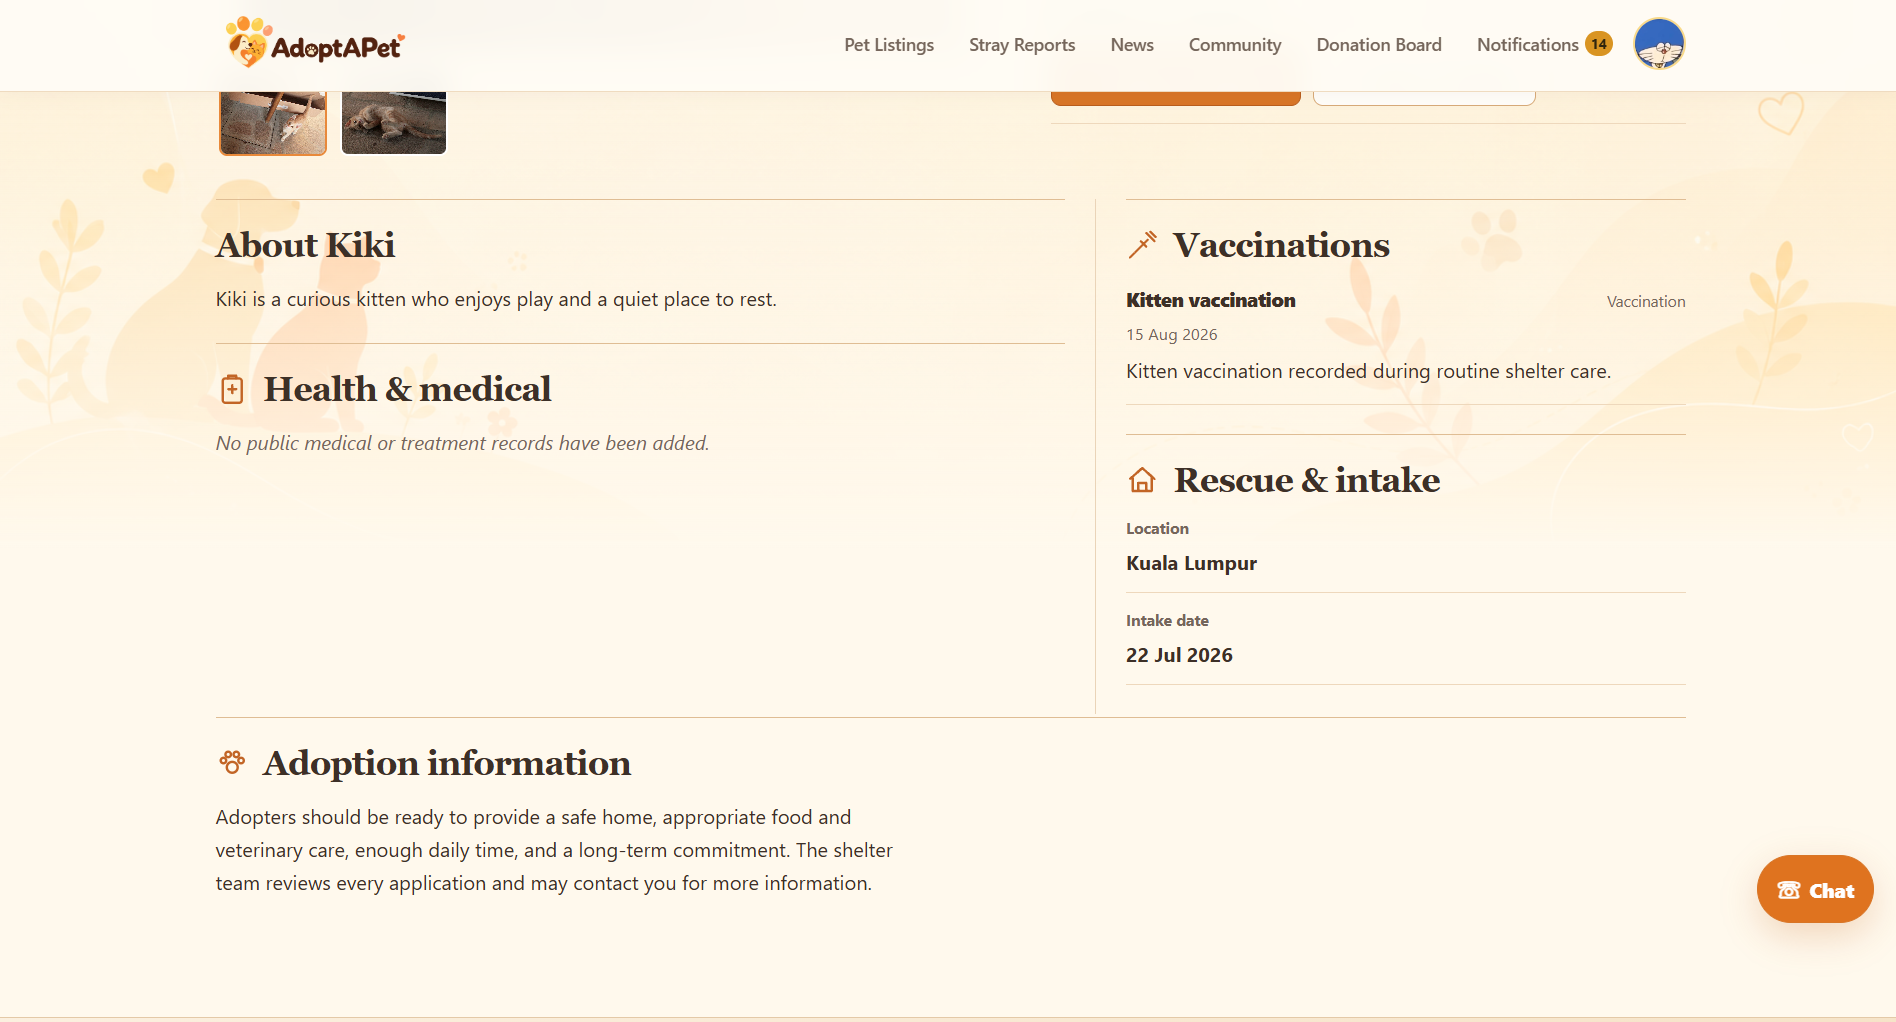 AdoptAPet
Pet Listings
Stray Reports
News
Community
Donation Board
Notifications 14
About Kiki
Kiki is a curious kitten who enjoys play and a quiet place to rest.
Health & medical
No public medical or treatment records have been added.
Vaccinations
Kitten vaccination
Vaccination
15 Aug 2026
Kitten vaccination recorded during routine shelter care.
Rescue & intake
Location
Kuala Lumpur
Intake date
22 Jul 2026
Adoption information
Adopters should be ready to provide a safe home, appropriate food and
veterinary care, enough daily time, and a long-term commitment. The shelter
team reviews every application and may contact you for more information.
Chat